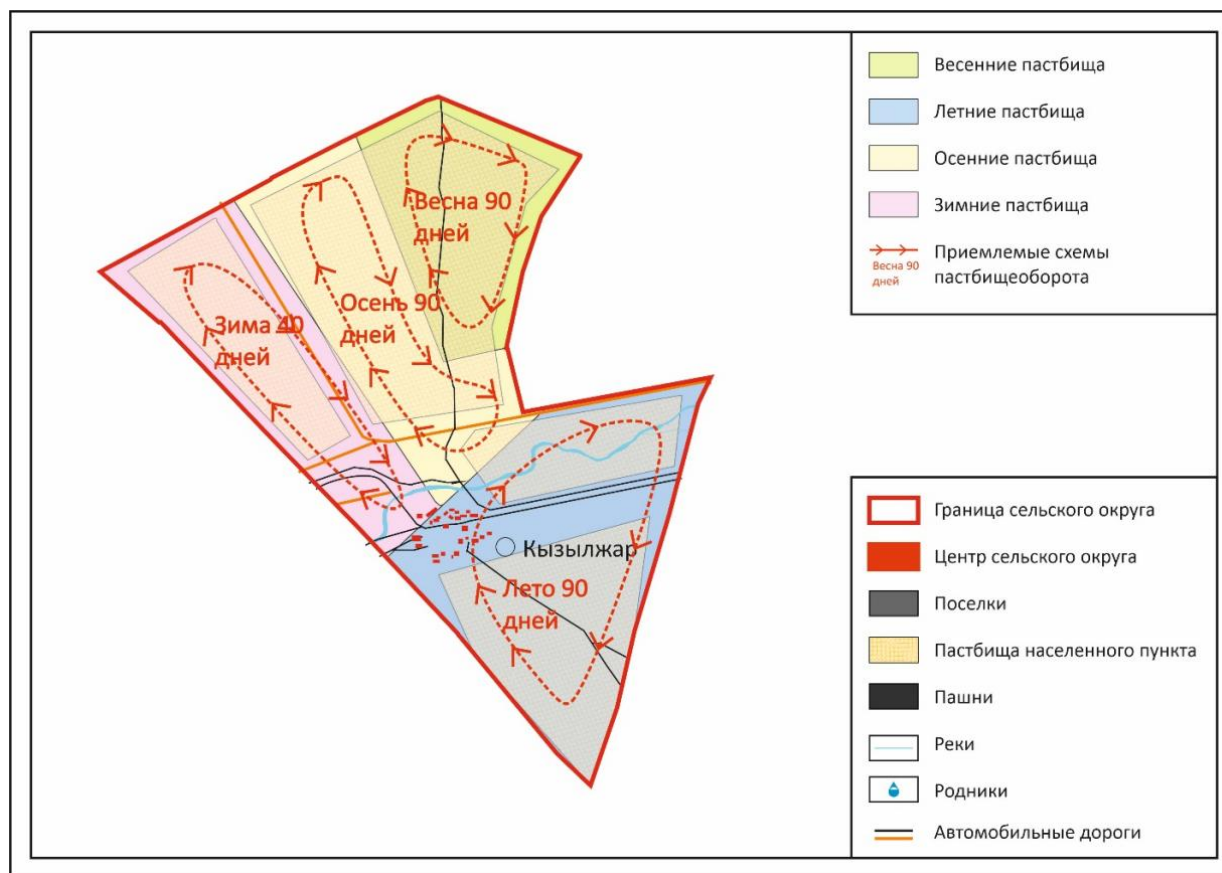 Весна 90
дней
Осень 90
дней
Зима 40
дней
Кызылжар
Лето 90
дней
Весенние пастбища
Летние пастбища
Осенние пастбища
Зимние пастбища
Весна 90
дней
Приемлемые схемы
пастбищеоборота
Граница сельского округа
Центр сельского округа
Поселки
Пастбища населенного пункта
Пашни
Реки
Родники
Автомобильные дороги